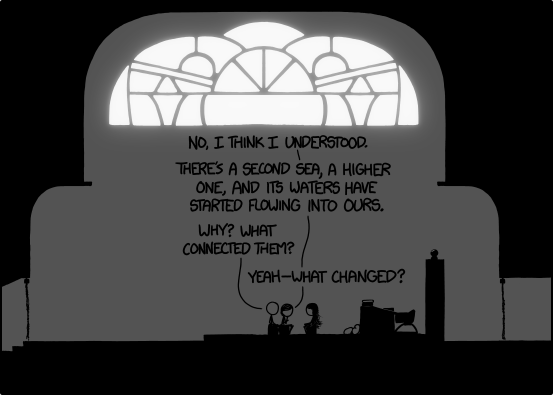 NO, I THINK I UNDERSTOOD.
THERE'S A SECOND SEA, A HIGHER
ONE, AND ITS WATERS HAVE
STARTED FLOWING INTO OURS.
WHY? WHAT
CONNECTED THEM?
YEAH—WHAT CHANGED?